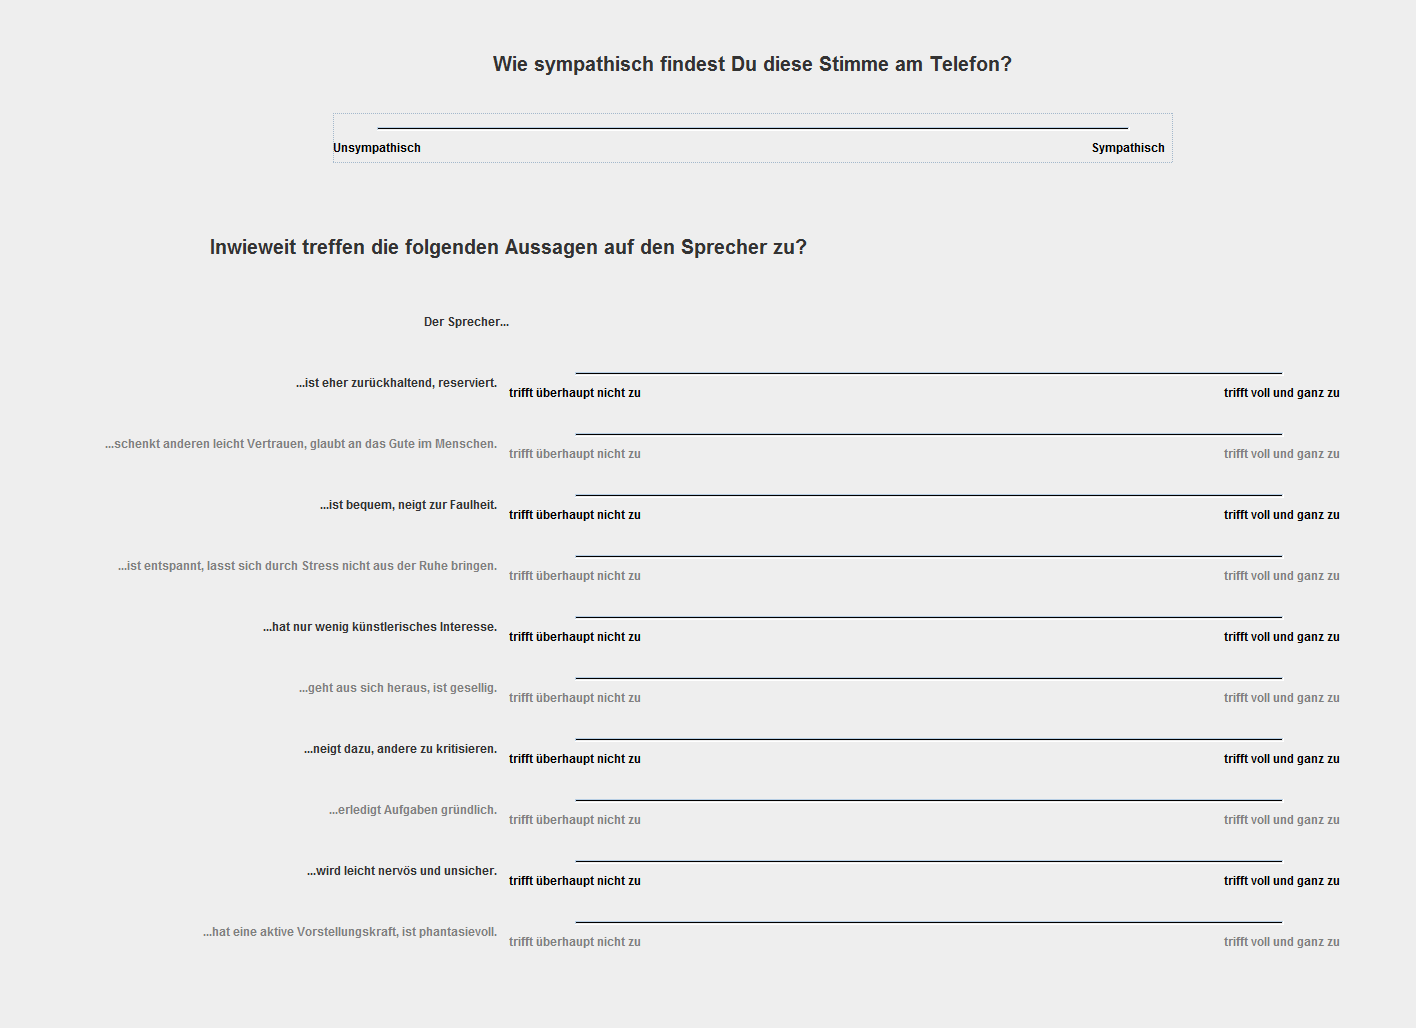 Wie sympathisch findest Du diese Stimme am Telefon?
Unsympathisch Sympathisch
Inwieweit treffen die folgenden Aussagen auf den Sprecher zu?
Der Sprecher...
...ist eher zurückhaltend, reserviert.
trifft überhaupt nicht zu trifft voll und ganz zu
...schenkt anderen leicht Vertrauen, glaubt an das Gute im Menschen.
trifft überhaupt nicht zu trifft voll und ganz zu
...ist bequem, neigt zur Faulheit.
trifft überhaupt nicht zu trifft voll und ganz zu
...ist entspannt, lasst sich durch Stress nicht aus der Ruhe bringen.
trifft überhaupt nicht zu trifft voll und ganz zu
...hat nur wenig künstlerisches Interesse.
trifft überhaupt nicht zu trifft voll und ganz zu
...geht aus sich heraus, ist gesellig.
trifft überhaupt nicht zu trifft voll und ganz zu
...neigt dazu, andere zu kritisieren.
trifft überhaupt nicht zu trifft voll und ganz zu
...erledigt Aufgaben gründlich.
trifft überhaupt nicht zu trifft voll und ganz zu
...wird leicht nervös und unsicher.
trifft überhaupt nicht zu trifft voll und ganz zu
...hat eine aktive Vorstellungskraft, ist phantasievoll.
trifft überhaupt nicht zu trifft voll und ganz zu